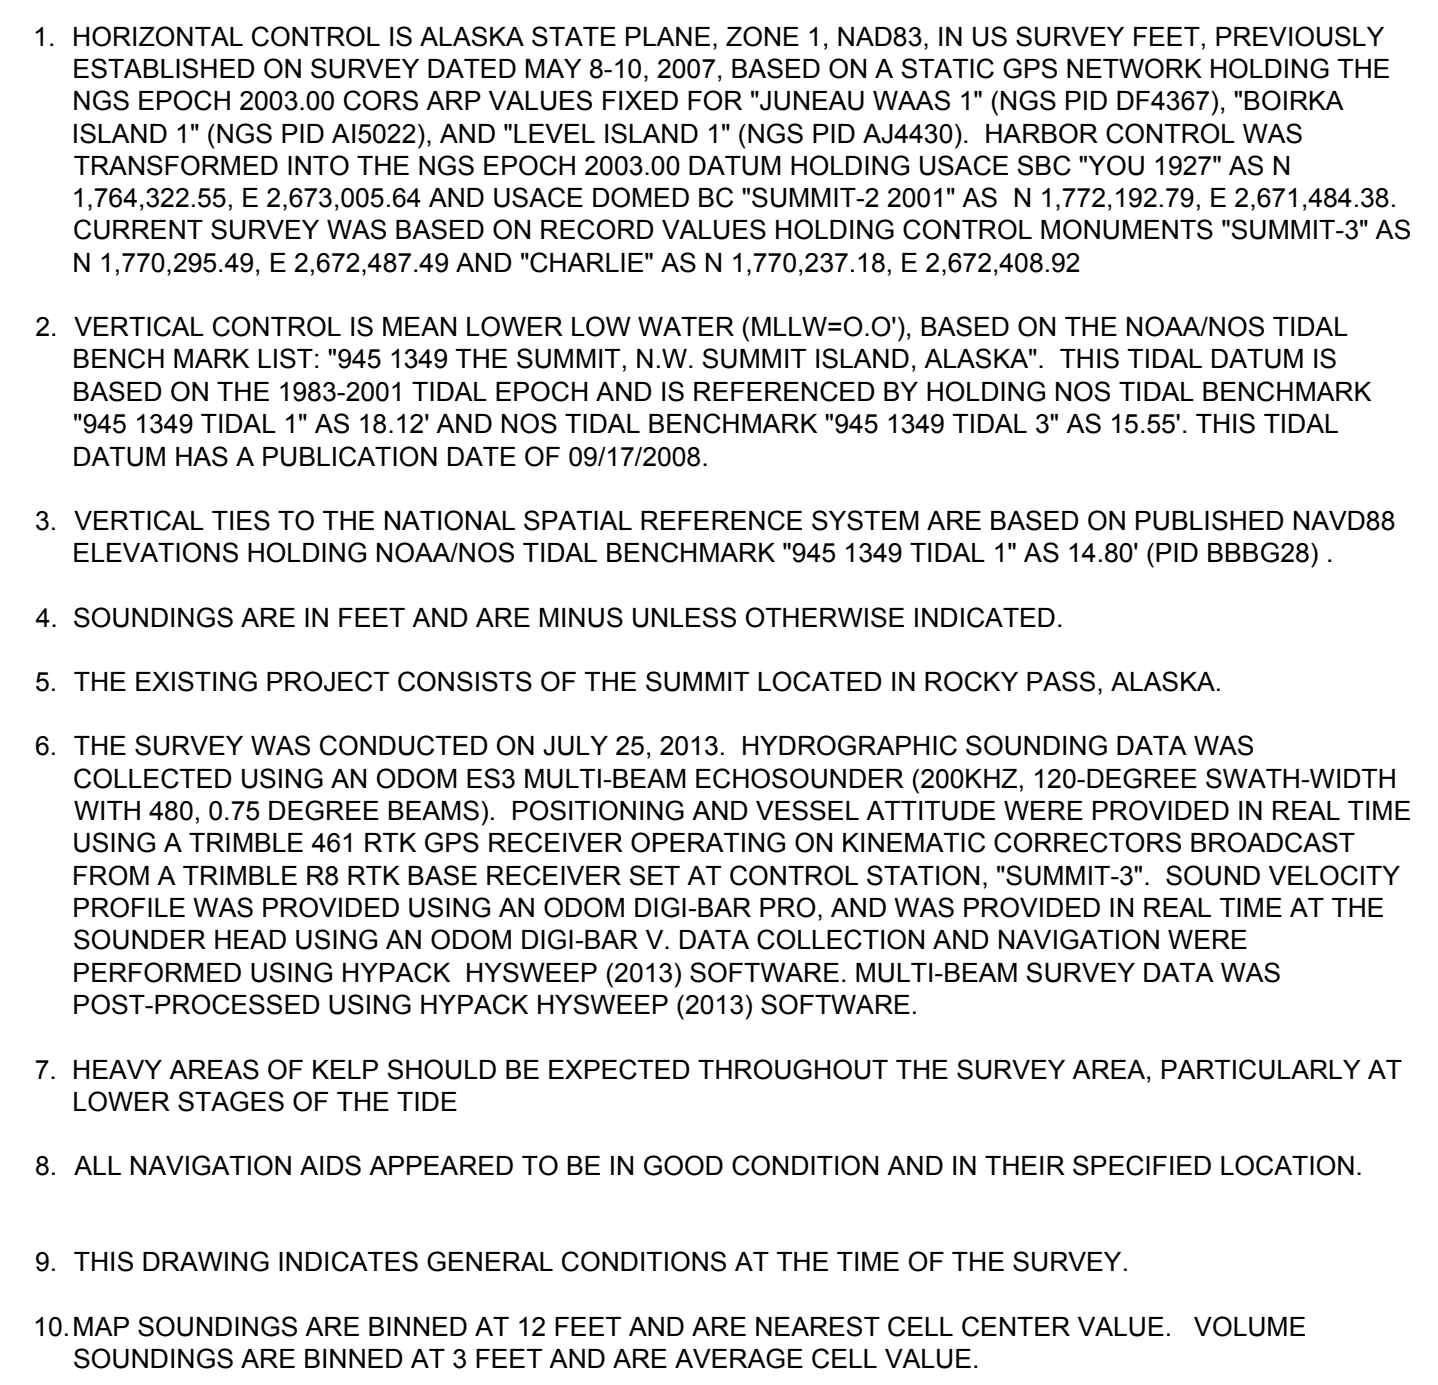 1. HORIZONTAL CONTROL IS ALASKA STATE PLANE, ZONE 1, NAD83, IN US SURVEY FEET, PREVIOUSLY
ESTABLISHED ON SURVEY DATED MAY 8-10, 2007, BASED ON A STATIC GPS NETWORK HOLDING THE
NGS EPOCH 2003.00 CORS ARP VALUES FIXED FOR "JUNEAU WAAS 1" (NGS PID DF4367), "BOIRKA
ISLAND 1" (NGS PID AI5022), AND "LEVEL ISLAND 1" (NGS PID AJ4430).  HARBOR CONTROL WAS
TRANSFORMED INTO THE NGS EPOCH 2003.00 DATUM HOLDING USACE SBC "YOU 1927" AS N
1,764,322.55, E 2,673,005.64 AND USACE DOMED BC "SUMMIT-2 2001" AS  N 1,772,192.79, E 2,671,484.38.
CURRENT SURVEY WAS BASED ON RECORD VALUES HOLDING CONTROL MONUMENTS "SUMMIT-3" AS
N 1,770,295.49, E 2,672,487.49 AND "CHARLIE" AS N 1,770,237.18, E 2,672,408.92
2. VERTICAL CONTROL IS MEAN LOWER LOW WATER (MLLW=O.O'), BASED ON THE NOAA/NOS TIDAL
BENCH MARK LIST: "945 1349 THE SUMMIT, N.W. SUMMIT ISLAND, ALASKA".  THIS TIDAL DATUM IS
BASED ON THE 1983-2001 TIDAL EPOCH AND IS REFERENCED BY HOLDING NOS TIDAL BENCHMARK
"945 1349 TIDAL 1" AS 18.12' AND NOS TIDAL BENCHMARK "945 1349 TIDAL 3" AS 15.55'. THIS TIDAL
DATUM HAS A PUBLICATION DATE OF 09/17/2008.
3. VERTICAL TIES TO THE NATIONAL SPATIAL REFERENCE SYSTEM ARE BASED ON PUBLISHED NAVD88
ELEVATIONS HOLDING NOAA/NOS TIDAL BENCHMARK "945 1349 TIDAL 1" AS 14.80' (PID BBBG28) .
4. SOUNDINGS ARE IN FEET AND ARE MINUS UNLESS OTHERWISE INDICATED.
5. THE EXISTING PROJECT CONSISTS OF THE SUMMIT LOCATED IN ROCKY PASS, ALASKA.
6. THE SURVEY WAS CONDUCTED ON JULY 25, 2013.  HYDROGRAPHIC SOUNDING DATA WAS
COLLECTED USING AN ODOM ES3 MULTI-BEAM ECHOSOUNDER (200KHZ, 120-DEGREE SWATH-WIDTH
WITH 480, 0.75 DEGREE BEAMS).  POSITIONING AND VESSEL ATTITUDE WERE PROVIDED IN REAL TIME
USING A TRIMBLE 461 RTK GPS RECEIVER OPERATING ON KINEMATIC CORRECTORS BROADCAST
FROM A TRIMBLE R8 RTK BASE RECEIVER SET AT CONTROL STATION, "SUMMIT-3".  SOUND VELOCITY
PROFILE WAS PROVIDED USING AN ODOM DIGI-BAR PRO, AND WAS PROVIDED IN REAL TIME AT THE
SOUNDER HEAD USING AN ODOM DIGI-BAR V. DATA COLLECTION AND NAVIGATION WERE
PERFORMED USING HYPACK  HYSWEEP (2013) SOFTWARE. MULTI-BEAM SURVEY DATA WAS
POST-PROCESSED USING HYPACK HYSWEEP (2013) SOFTWARE.
7. HEAVY AREAS OF KELP SHOULD BE EXPECTED THROUGHOUT THE SURVEY AREA, PARTICULARLY AT
LOWER STAGES OF THE TIDE
8. ALL NAVIGATION AIDS APPEARED TO BE IN GOOD CONDITION AND IN THEIR SPECIFIED LOCATION.
9. THIS DRAWING INDICATES GENERAL CONDITIONS AT THE TIME OF THE SURVEY.
10. MAP SOUNDINGS ARE BINNED AT 12 FEET AND ARE NEAREST CELL CENTER VALUE.   VOLUME
SOUNDINGS ARE BINNED AT 3 FEET AND ARE AVERAGE CELL VALUE.